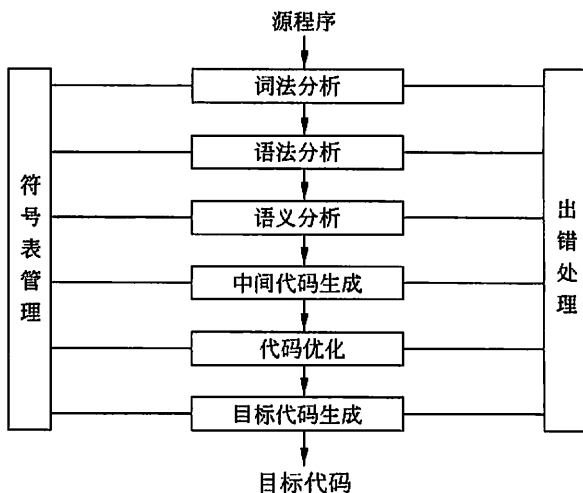 源程序
词法分析
语法分析
语义分析
中间代码生成
代码优化
目标代码生成
目标代码
符号表管理
出错处理